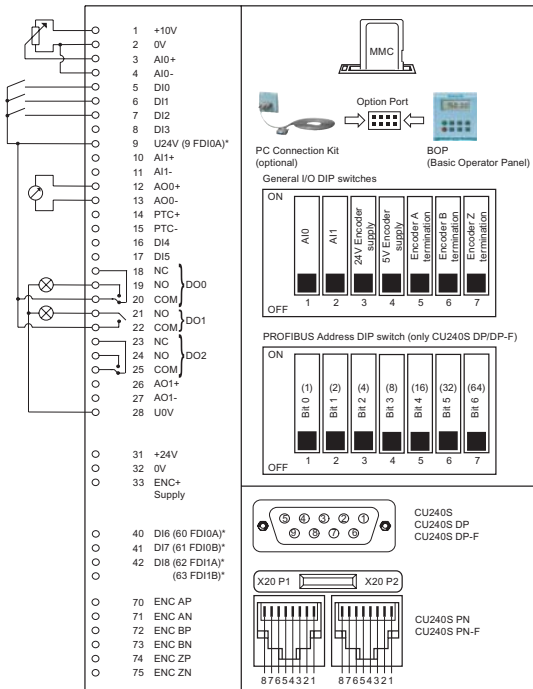 1 +10V
2 0V
3 AI0+
4 AI0-
5 DI0
6 DI1
7 DI2
8 DI3
9 U24V (9 FDI0A)*
10 AI1+
11 AI1-
12 AO0+
13 AO0-
14 PTC+
15 PTC-
16 DI4
17 DI5
18 NC
19 NO
20 COM
DO0
21 NO
22 COM
DO1
23 NC
24 NO
25 COM
DO2
26 AO1+
27 AO1-
28 U0V
31 +24V
32 0V
33 ENC+
Supply
40 DI6 (60 FDI0A)*
41 DI7 (61 FDI0B)*
42 DI8 (62 FDI1A)*
(63 FDI1B)*
70 ENC AP
71 ENC AN
72 ENC BP
73 ENC BN
74 ENC ZP
75 ENC ZN
MMC
Option Port
PC Connection Kit
(optional)
BOP
(Basic Operator Panel)
General I/O DIP switches
ON
AI0
AI1
24V Encoder
supply
5V Encoder
supply
Encoder A
termination
Encoder B
termination
Encoder Z
termination
1 2 3 4 5 6 7
OFF
PROFIBUS Address DIP switch (only CU240S DP/DP-F)
ON
Bit 0 (1)
Bit 1 (2)
Bit 2 (4)
Bit 3 (8)
Bit 4 (16)
Bit 5 (32)
Bit 6 (64)
1 2 3 4 5 6 7
OFF
5 4 3 2 1
9 8 7 6
CU240S
CU240S DP
CU240S DP-F
X20 P1 X20 P2
CU240S PN
CU240S PN-F
87654321 87654321